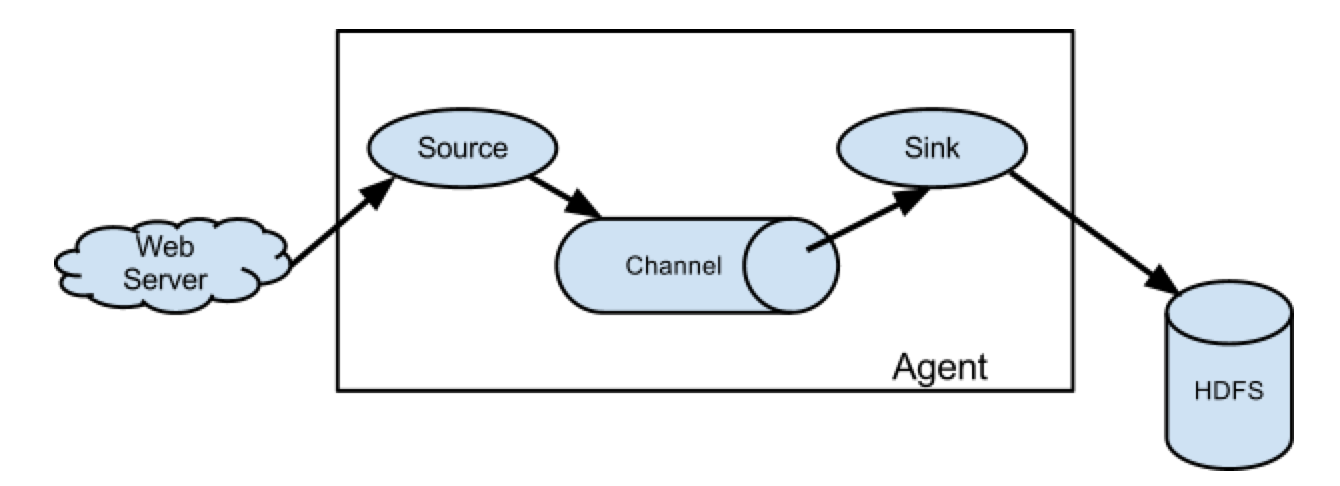 Source
Sink
Web
Server
Channel
Agent
HDFS